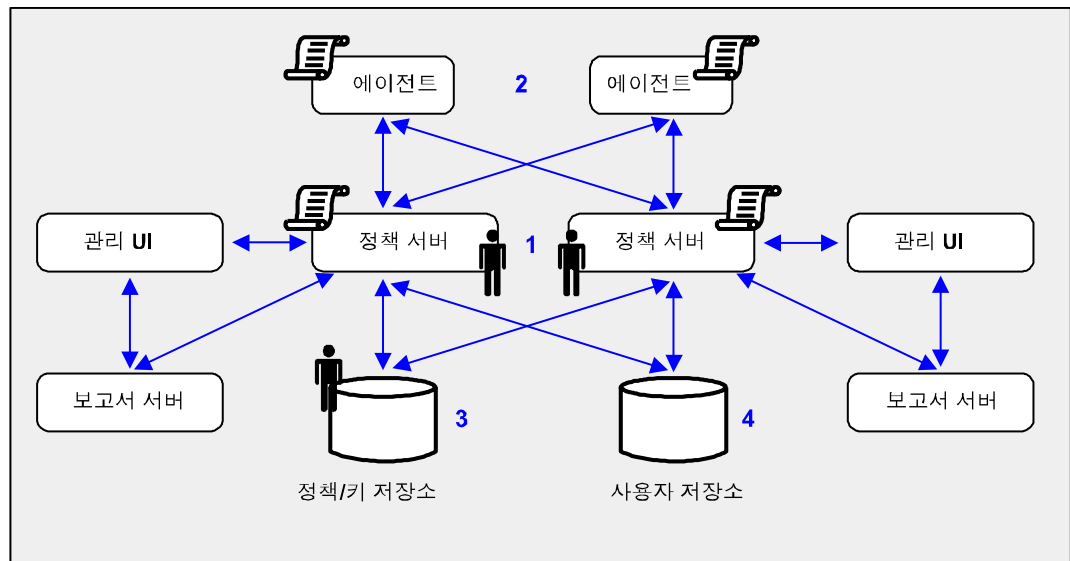 에이전트
2
에이전트
관리 UI
정책 서버
1
정책 서버
관리 UI
보고서 서버
3
4
보고서 서버
정책/키 저장소
사용자 저장소